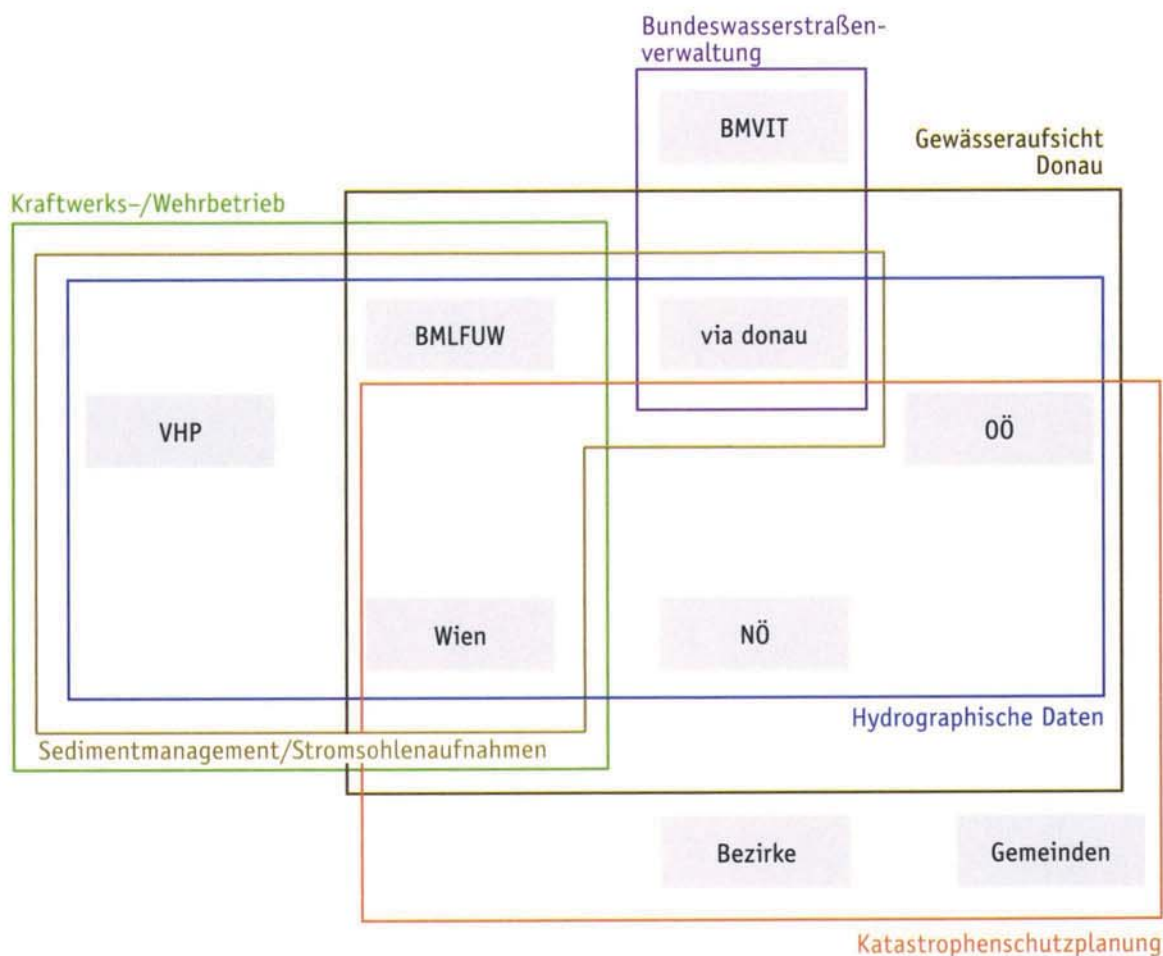 Bundeswasserstraßen-
verwaltung
BMVIT
Gewässeraufsicht
Donau
Kraftwerks-/Wehrbetrieb
BMLFUW
via donau
VHP
OÖ
Wien
NÖ
Hydrographische Daten
Sedimentmanagement/Stromsohlenaufnahmen
Bezirke
Gemeinden
Katastrophenschutzplanung